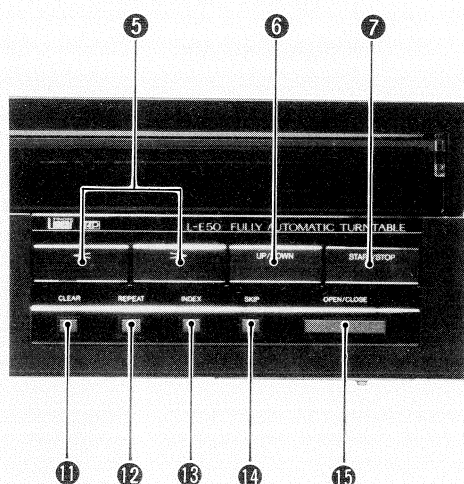 5 6 7
L-E50 FULLY AUTOMATIC TURNTABLE
UP/DOWN START/STOP
CLEAR REPEAT INDEX SKIP OPEN/CLOSE
11 12 13 14 15